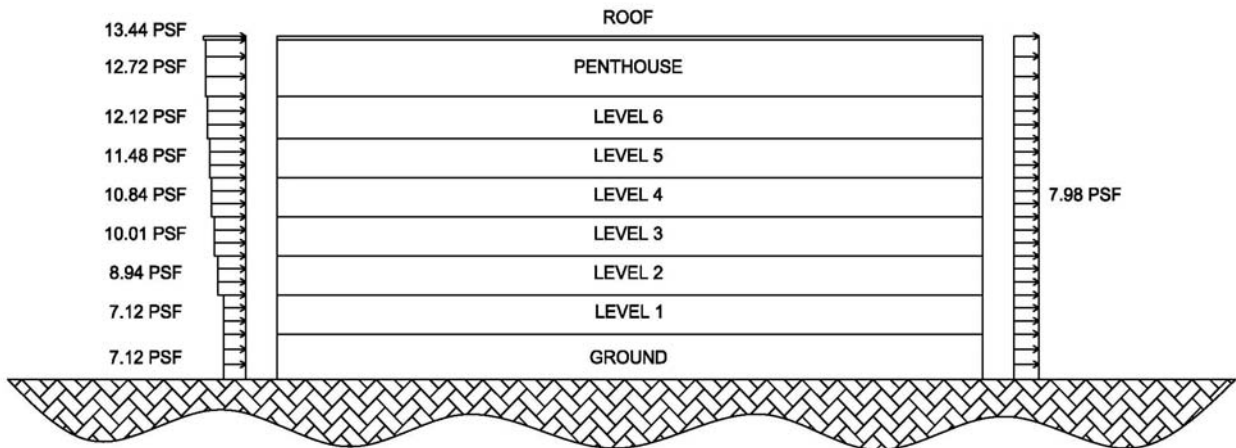 ROOF
13.44 PSF
12.72 PSF PENTHOUSE
12.12 PSF LEVEL 6
11.48 PSF LEVEL 5
10.84 PSF LEVEL 4 7.98 PSF
10.01 PSF LEVEL 3
8.94 PSF LEVEL 2
7.12 PSF LEVEL 1
7.12 PSF GROUND